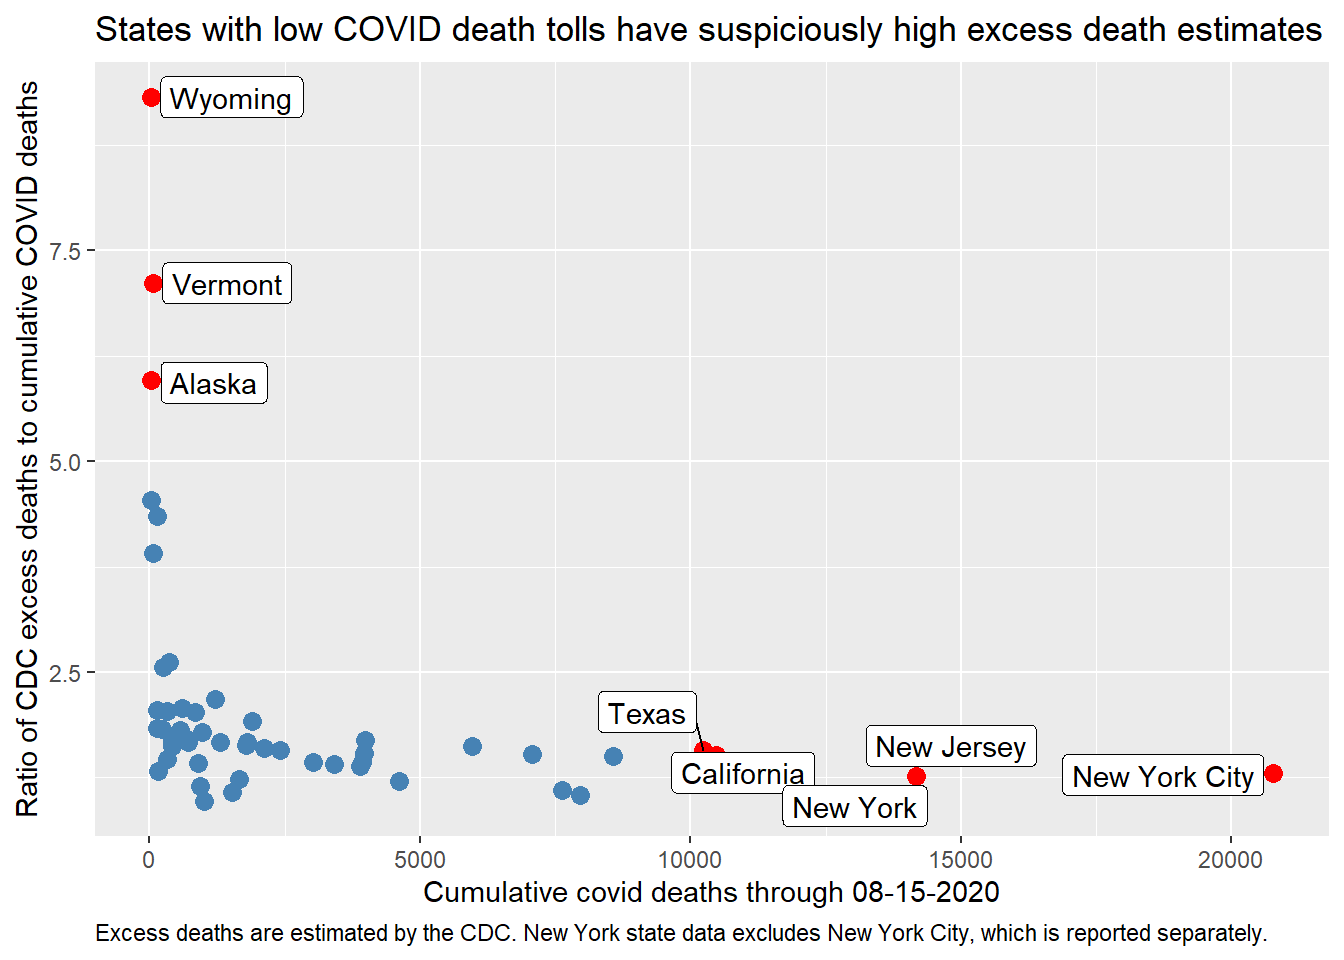 States with low COVID death tolls have suspiciously high excess death estimates
Ratio of CDC excess deaths to cumulative COVID deaths
7.5
5.0
2.5
Wyoming
Vermont
Alaska
Texas
California
New Jersey
New York
New York City
0
5000
10000
15000
20000
Cumulative covid deaths through 08-15-2020
Excess deaths are estimated by the CDC. New York state data excludes New York City, which is reported separately.